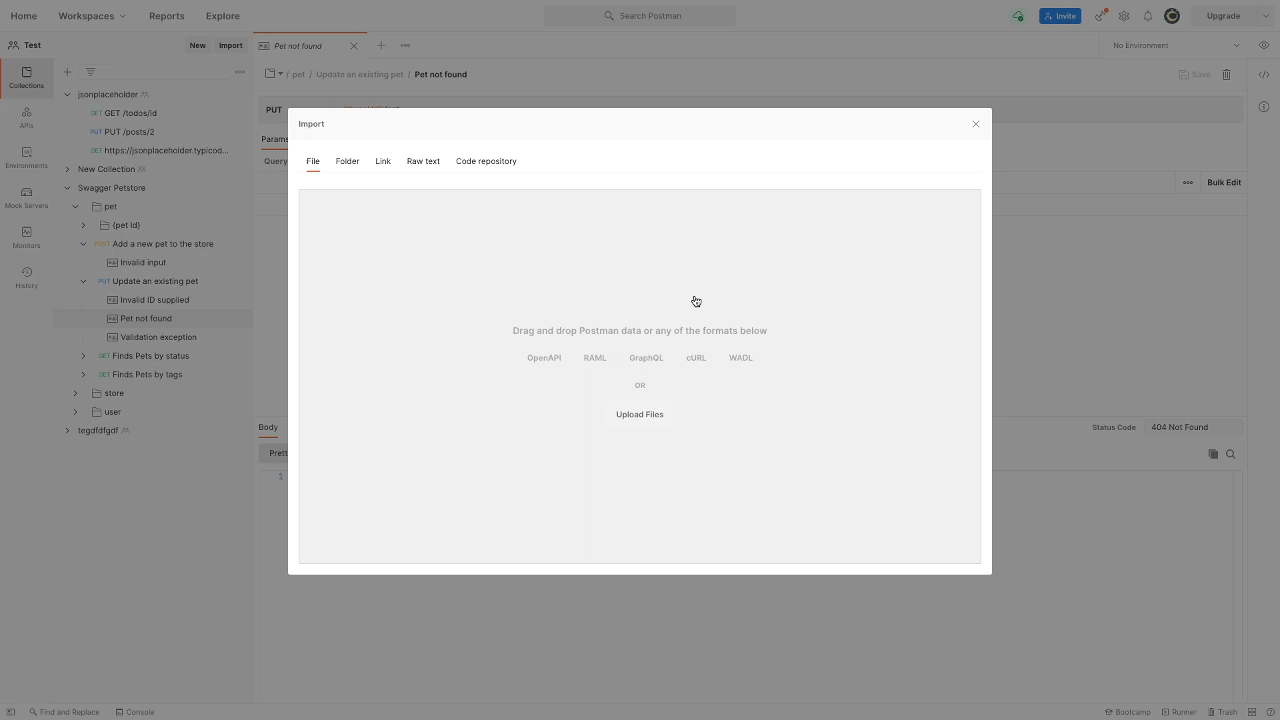 Home Workspaces Reports Explore Search Postman Invite Upgrade
Test New Import Pet not found No Environment
Collections
APIs
Environments
Mock Servers
Monitors
History
jsonplaceholder
GET GET /todos/id
PUT PUT /posts/2
GET https://jsonplaceholder.typicod...
New Collection
Swagger Petstore
pet
{pet Id}
POST Add a new pet to the store
Invalid input
PUT Update an existing pet
Invalid ID supplied
Pet not found
Validation exception
GET Finds Pets by status
GET Finds Pets by tags
store
user
tegdfdfgdf
/ pet / Update an existing pet / Pet not found Save
PUT
Params
Query
Bulk Edit
Import
File Folder Link Raw text Code repository
Drag and drop Postman data or any of the formats below
OpenAPI RAML GraphQL cURL WADL
OR
Upload Files
Body Status Code 404 Not Found
Prett
1
Find and Replace Console Bootcamp Runner Trash